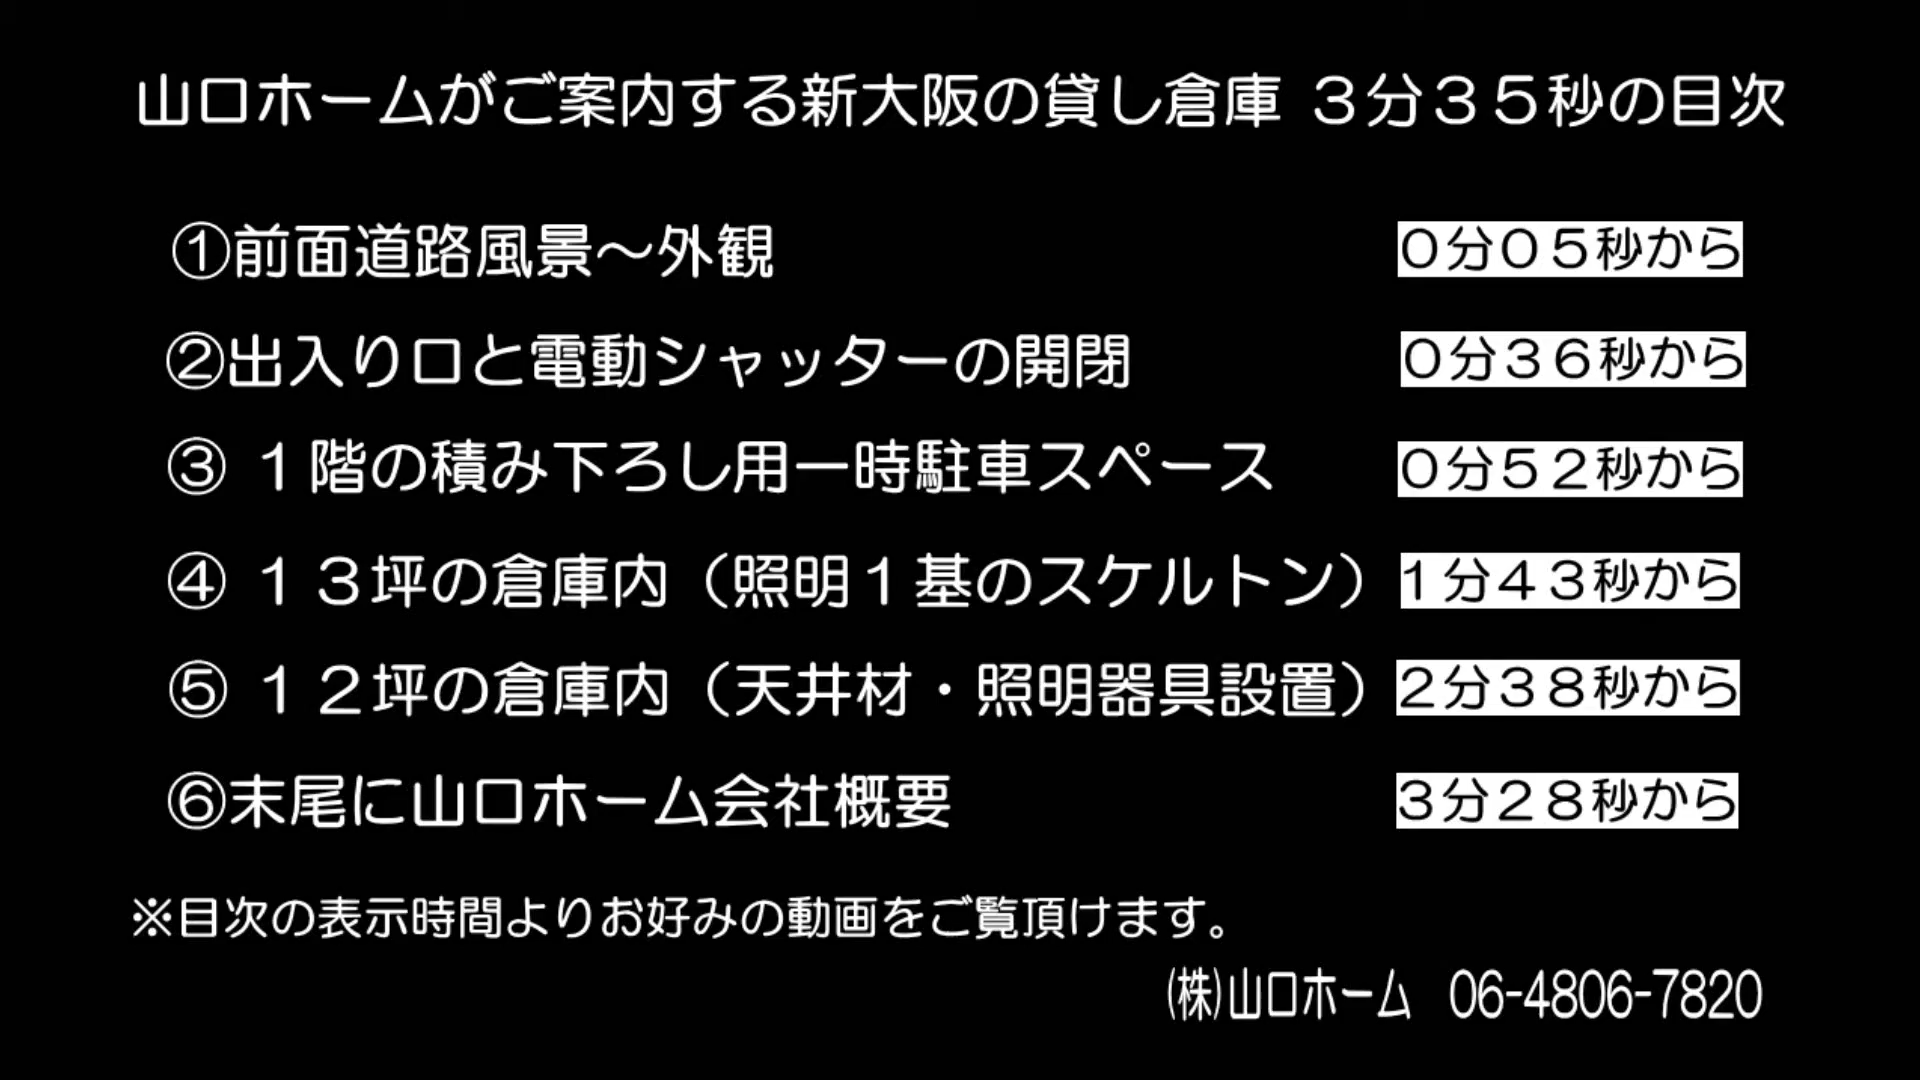 山口ホームがご案内する新大阪の貸し倉庫 ３分３５秒の目次
①前面道路風景～外観 ０分０５秒から
②出入り口と電動シャッターの開閉 ０分３６秒から
③ １階の積み下ろし用一時駐車スペース ０分５２秒から
④ １３坪の倉庫内（照明１基のスケルトン） １分４３秒から
⑤ １２坪の倉庫内（天井材・照明器具設置） ２分３８秒から
⑥末尾に山口ホーム会社概要 ３分２８秒から
※目次の表示時間よりお好みの動画をご覧頂けます。
(株)山口ホーム 06-4806-7820